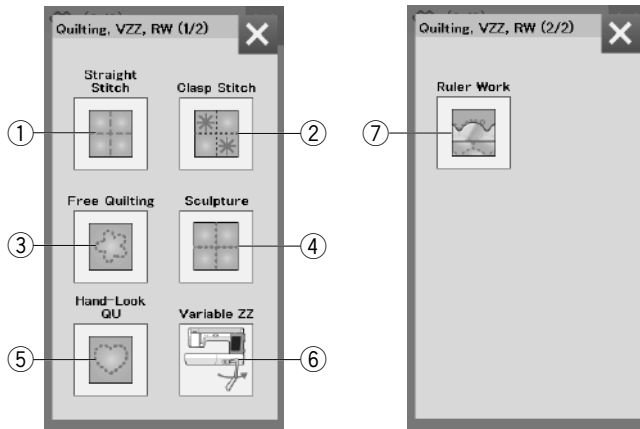 Quilting, VZZ, RW (1/2)
Straight
Stitch
Clasp Stitch
① ②
Free Quilting
Sculpture
③ ④
Hand-Look
QU
Variable ZZ
⑤ ⑥
Quilting, VZZ, RW (2/2)
Ruler Work
⑦